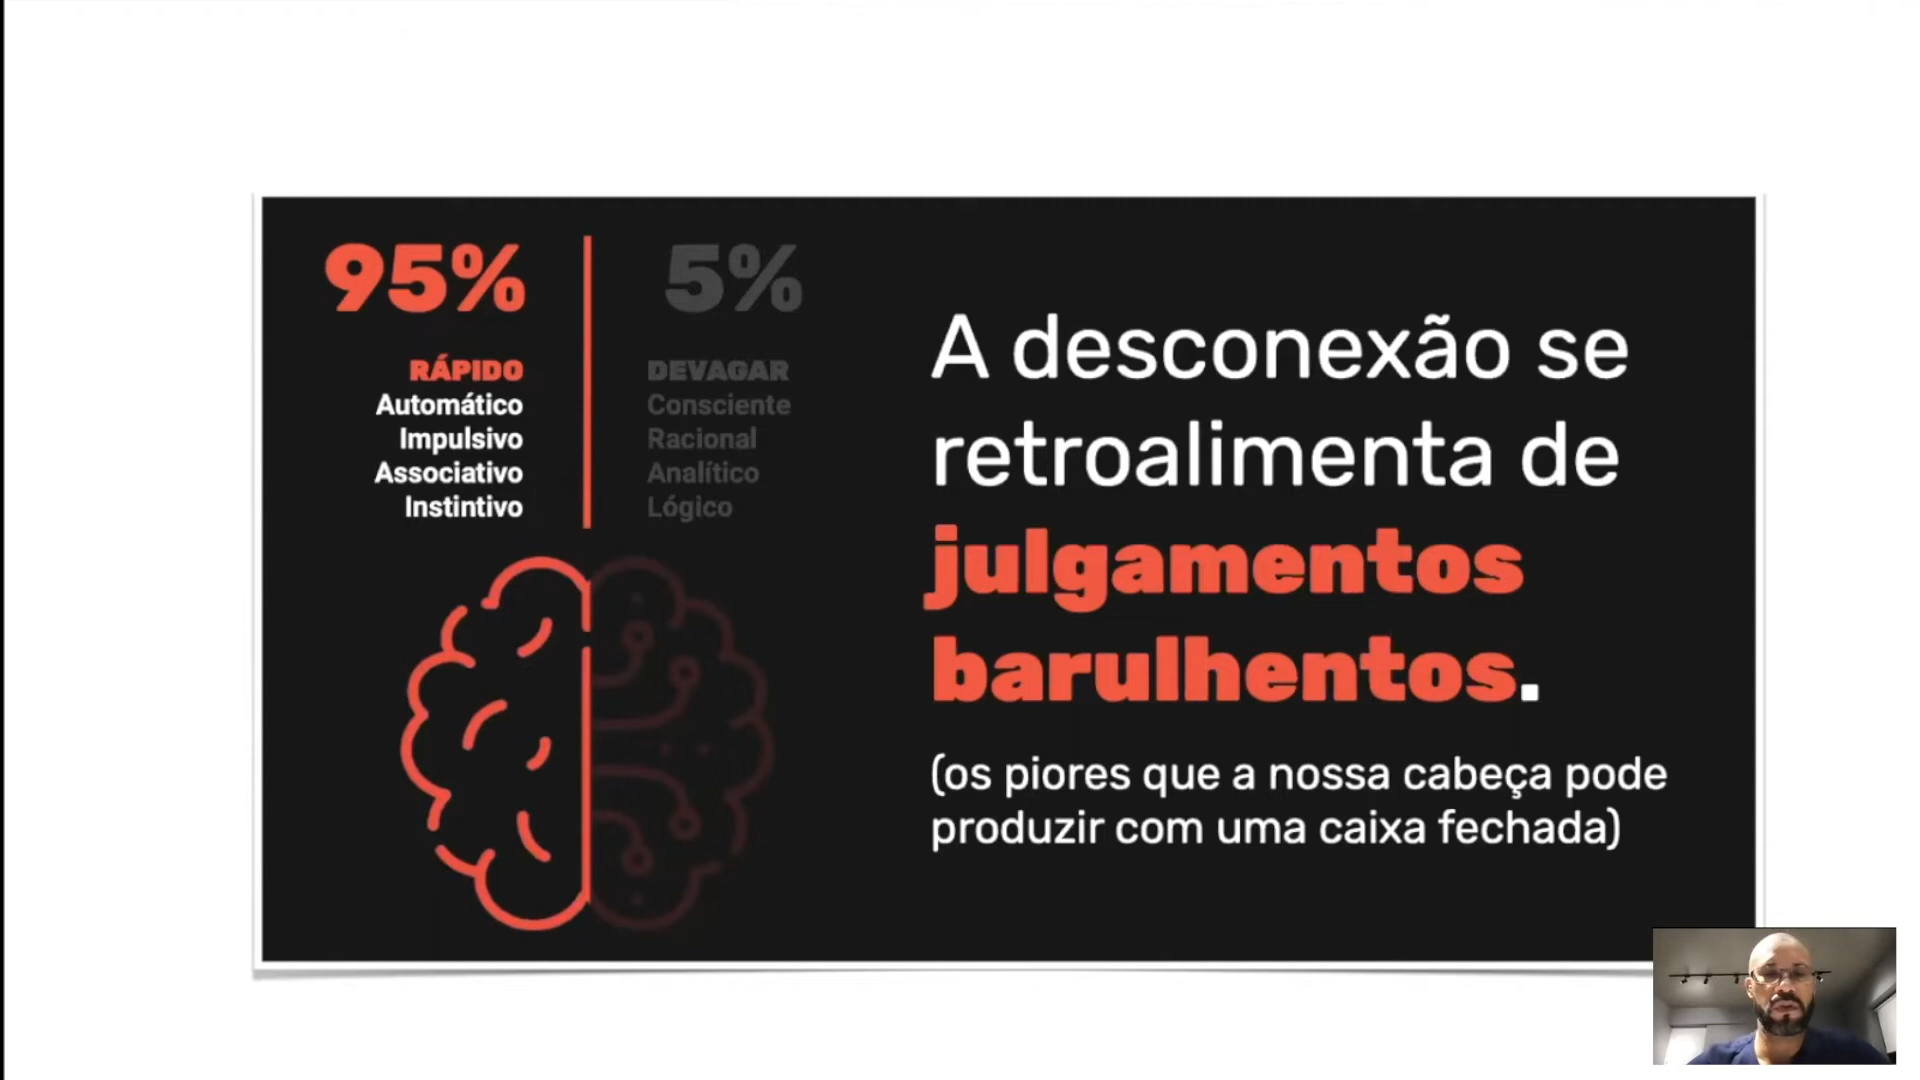 95%
RÁPIDO
Automático
Impulsivo
Associativo
Instintivo
5%
DEVAGAR
Consciente
Racional
Analítico
Lógico
A desconexão se
retroalimenta de
julgamentos
barulhentos.
(os piores que a nossa cabeça pode
produzir com uma caixa fechada)